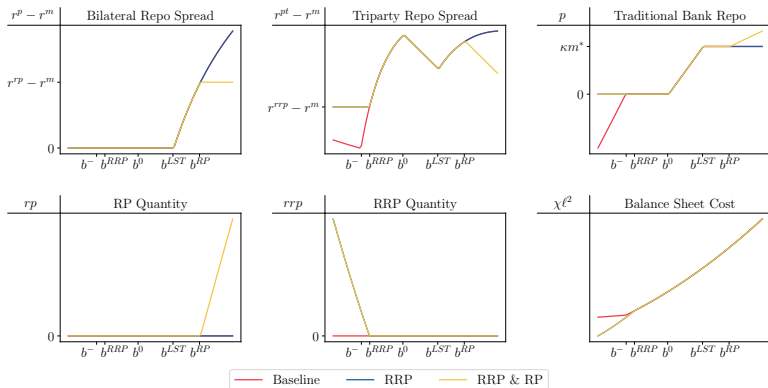 r^p − r^m Bilateral Repo Spread
r^{rp} − r^m
0
b^− b^{RRP} b^0 b^{LST} b^{RP}
r^{pt} − r^m Triparty Repo Spread
r^{rrp} − r^m
b^− b^{RRP} b^0 b^{LST} b^{RP}
p Traditional Bank Repo
κm*
0
b^− b^{RRP} b^0 b^{LST} b^{RP}
rp RP Quantity
0
b^− b^{RRP} b^0 b^{LST} b^{RP}
rrp RRP Quantity
0
b^− b^{RRP} b^0 b^{LST} b^{RP}
χℓ² Balance Sheet Cost
b^− b^{RRP} b^0 b^{LST} b^{RP}
Baseline RRP RRP & RP